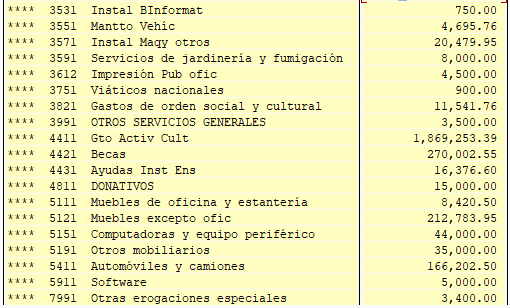 **** 3531 Instal BInformat 750.00
**** 3551 Mantto Vehíc 4,695.76
**** 3571 Instal Maqy otros 20,479.95
**** 3591 Servicios de jardinería y fumigación 8,000.00
**** 3612 Impresión Pub ofic 4,500.00
**** 3751 Viáticos nacionales 900.00
**** 3821 Gastos de orden social y cultural 11,541.76
**** 3991 OTROS SERVICIOS GENERALES 3,500.00
**** 4411 Gto Activ Cult 1,869,253.39
**** 4421 Becas 270,002.55
**** 4431 Ayudas Inst Ens 16,376.60
**** 4811 DONATIVOS 15,000.00
**** 5111 Muebles de oficina y estantería 8,420.50
**** 5121 Muebles excepto ofic 212,783.95
**** 5151 Computadoras y equipo periférico 44,000.00
**** 5191 Otros mobiliarios 35,000.00
**** 5411 Automóviles y camiones 166,202.50
**** 5911 Software 5,000.00
**** 7991 Otras erogaciones especiales 3,400.00